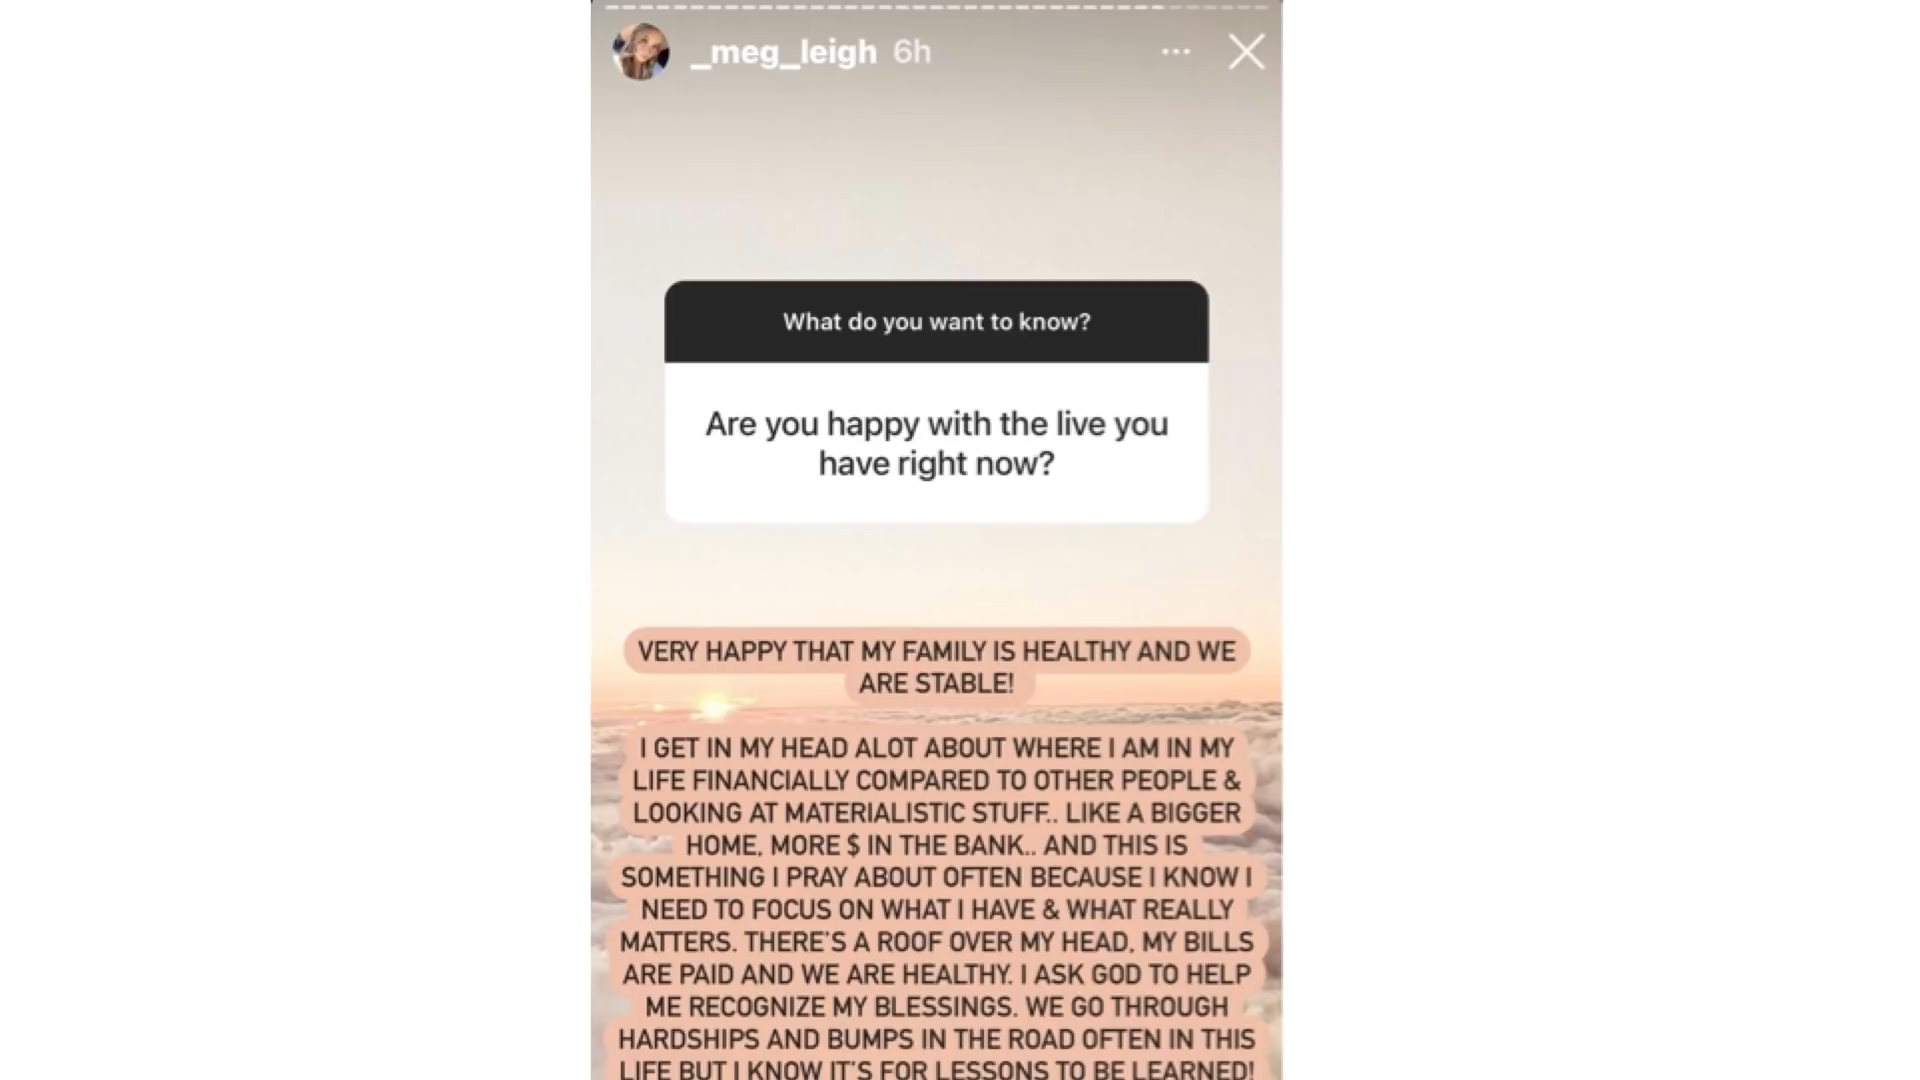 _meg_leigh 6h
What do you want to know?
Are you happy with the live you
have right now?
VERY HAPPY THAT MY FAMILY IS HEALTHY AND WE
ARE STABLE!
I GET IN MY HEAD ALOT ABOUT WHERE I AM IN MY
LIFE FINANCIALLY COMPARED TO OTHER PEOPLE &
LOOKING AT MATERIALISTIC STUFF.. LIKE A BIGGER
HOME, MORE $ IN THE BANK.. AND THIS IS
SOMETHING I PRAY ABOUT OFTEN BECAUSE I KNOW I
NEED TO FOCUS ON WHAT I HAVE & WHAT REALLY
MATTERS. THERE'S A ROOF OVER MY HEAD, MY BILLS
ARE PAID AND WE ARE HEALTHY. I ASK GOD TO HELP
ME RECOGNIZE MY BLESSINGS. WE GO THROUGH
HARDSHIPS AND BUMPS IN THE ROAD OFTEN IN THIS
LIFE BUT I KNOW IT'S FOR LESSONS TO BE LEARNED!